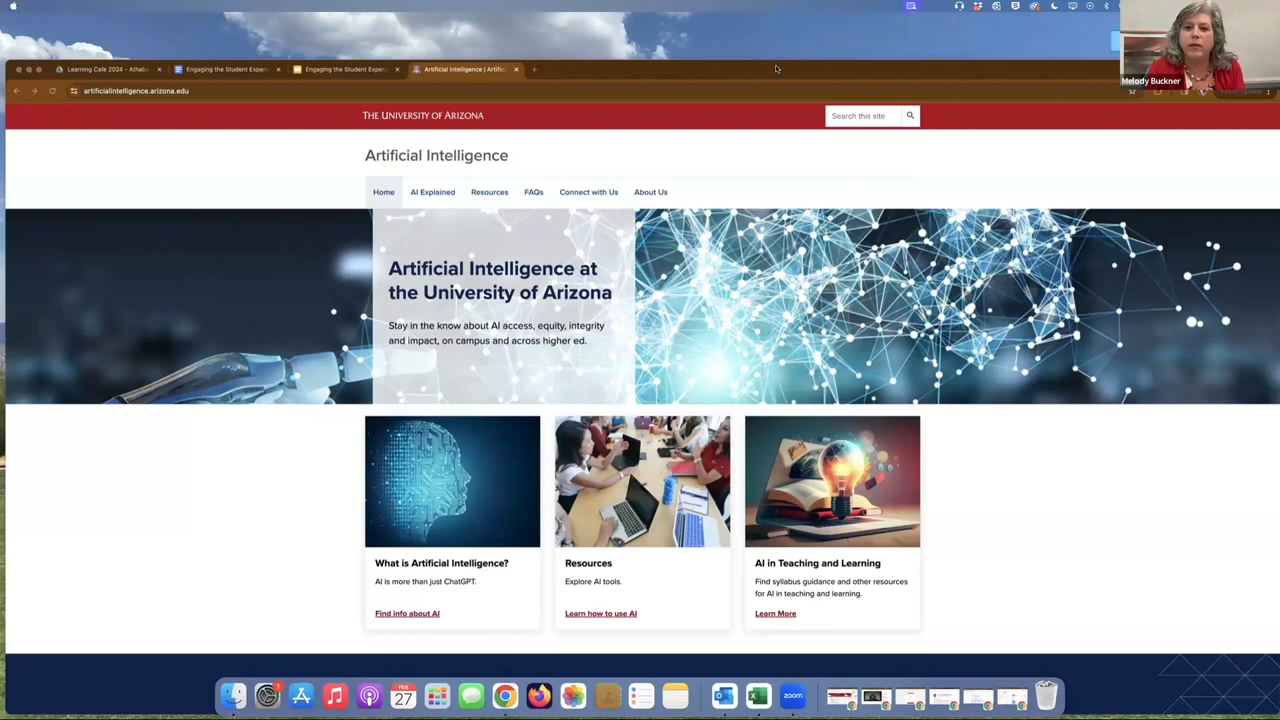 Learning Cafe 2024 - Athab
Engaging the Student Experi
Engaging the Student Experi
Artificial Intelligence | Artific
artificialintelligence.arizona.edu
Melody Buckner
THE UNIVERSITY OF ARIZONA
Search this site
Artificial Intelligence
Home
AI Explained
Resources
FAQs
Connect with Us
About Us
Artificial Intelligence at
the University of Arizona
Stay in the know about AI access, equity, integrity
and impact, on campus and across higher ed.
What is Artificial Intelligence?
AI is more than just ChatGPT.
Find info about AI
Resources
Explore AI tools.
Learn how to use AI
AI in Teaching and Learning
Find syllabus guidance and other resources
for AI in teaching and learning.
Learn More
FEB
27
zoom